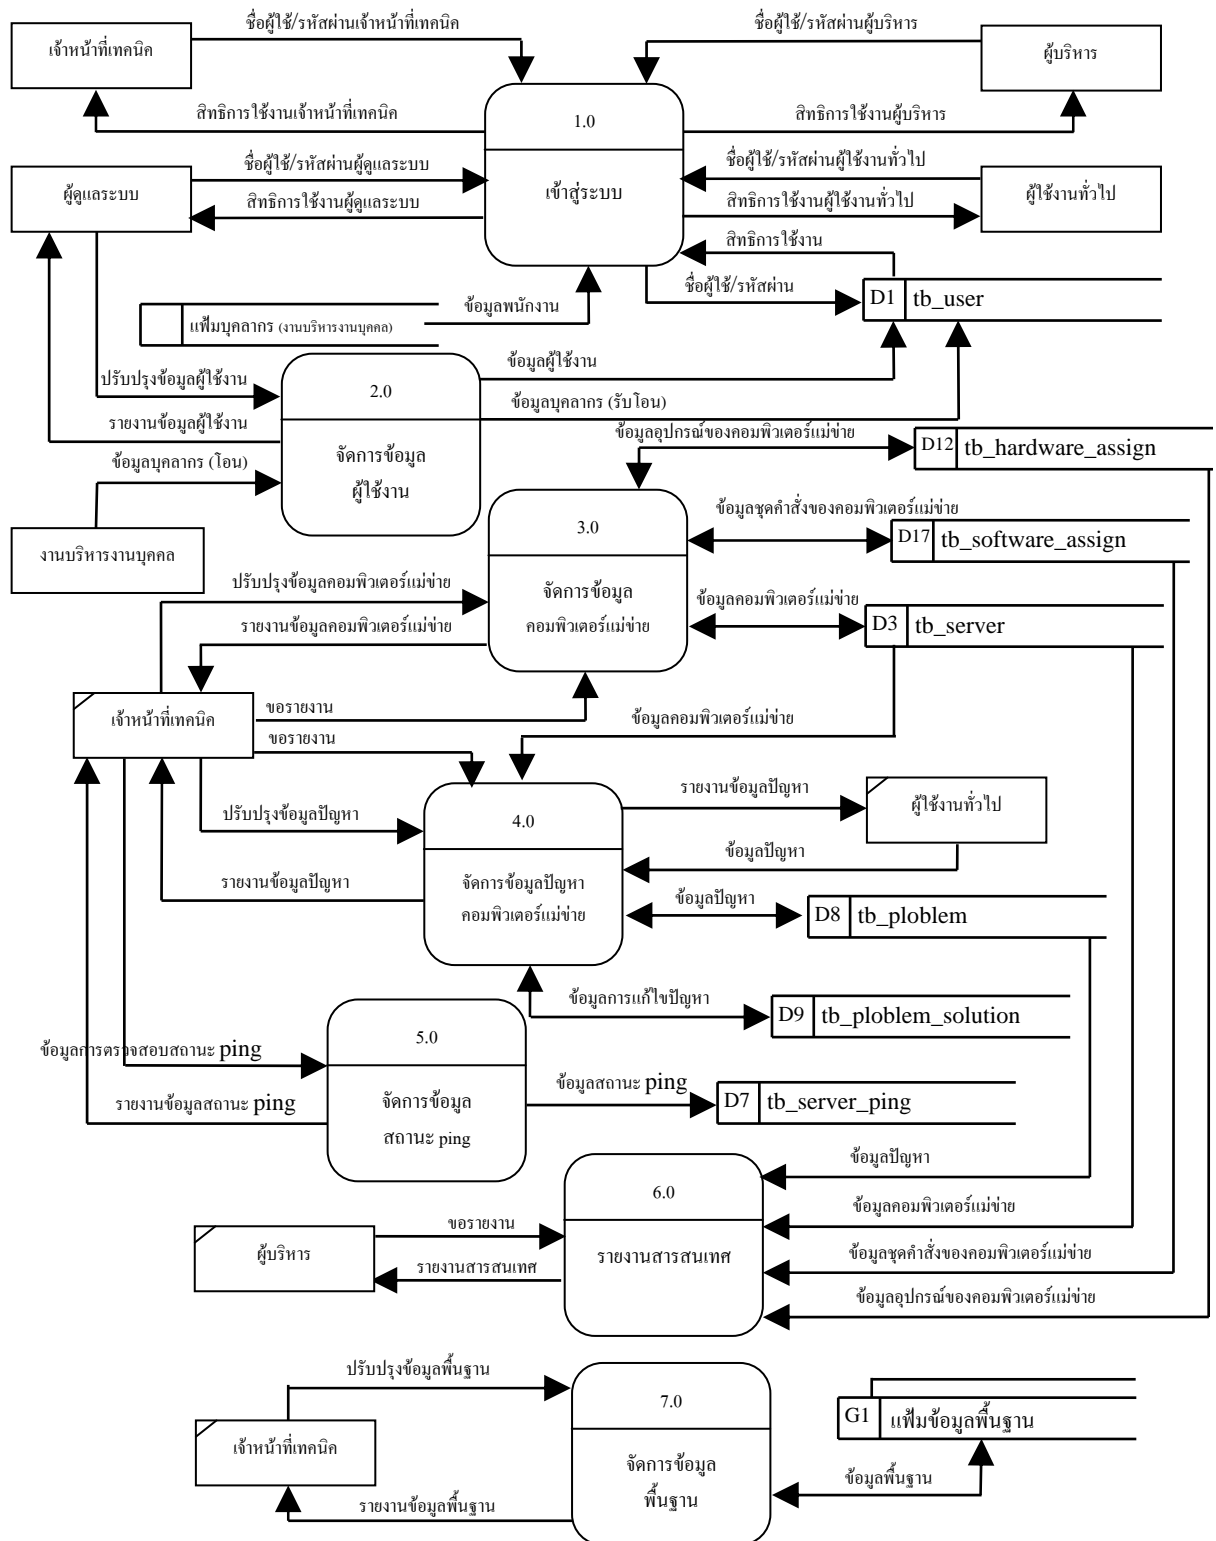 ชื่อผู้ใช้/รหัสผ่านเจ้าหน้าที่เทคนิค
ชื่อผู้ใช้/รหัสผ่านผู้บริหาร
เจ้าหน้าที่เทคนิค
ผู้บริหาร
สิทธิการใช้งานเจ้าหน้าที่เทคนิค
1.0
สิทธิการใช้งานผู้บริหาร
ชื่อผู้ใช้/รหัสผ่านผู้ดูแลระบบ
ชื่อผู้ใช้/รหัสผ่านผู้ใช้งานทั่วไป
ผู้ดูแลระบบ
เข้าสู่ระบบ
ผู้ใช้งานทั่วไป
สิทธิการใช้งานผู้ดูแลระบบ
สิทธิการใช้งานผู้ใช้งานทั่วไป
สิทธิการใช้งาน
ชื่อผู้ใช้/รหัสผ่าน
D1 tb_user
ข้อมูลพนักงาน
แฟ้มบุคลากร (งานบริหารงานบุคคล)
ข้อมูลผู้ใช้งาน
ปรับปรุงข้อมูลผู้ใช้งาน
2.0
ข้อมูลบุคลากร (รับโอน)
รายงานข้อมูลผู้ใช้งาน
ข้อมูลอุปกรณ์ของคอมพิวเตอร์แม่ข่าย
D12 tb_hardware_assign
จัดการข้อมูล
ผู้ใช้งาน
ข้อมูลบุคลากร (โอน)
ข้อมูลชุดคำสั่งของคอมพิวเตอร์แม่ข่าย
3.0
D17 tb_software_assign
งานบริหารงานบุคคล
ปรับปรุงข้อมูลคอมพิวเตอร์แม่ข่าย
จัดการข้อมูล
คอมพิวเตอร์แม่ข่าย
ข้อมูลคอมพิวเตอร์แม่ข่าย
D3 tb_server
รายงานข้อมูลคอมพิวเตอร์แม่ข่าย
เจ้าหน้าที่เทคนิค
ขอรายงาน
ข้อมูลคอมพิวเตอร์แม่ข่าย
ขอรายงาน
รายงานข้อมูลปัญหา
ผู้ใช้งานทั่วไป
ปรับปรุงข้อมูลปัญหา
4.0
ข้อมูลปัญหา
รายงานข้อมูลปัญหา
จัดการข้อมูลปัญหา
คอมพิวเตอร์แม่ข่าย
ข้อมูลปัญหา
D8 tb_ploblem
ข้อมูลการแก้ไขปัญหา
D9 tb_ploblem_solution
5.0
ข้อมูลการตรวจสอบสถานะ ping
ข้อมูลสถานะ ping
D7 tb_server_ping
รายงานข้อมูลสถานะ ping
จัดการข้อมูล
สถานะ ping
ข้อมูลปัญหา
6.0
ข้อมูลคอมพิวเตอร์แม่ข่าย
ขอรายงาน
ผู้บริหาร
รายงานสารสนเทศ
ข้อมูลชุดคำสั่งของคอมพิวเตอร์แม่ข่าย
รายงานสารสนเทศ
ข้อมูลอุปกรณ์ของคอมพิวเตอร์แม่ข่าย
ปรับปรุงข้อมูลพื้นฐาน
7.0
G1 แฟ้มข้อมูลพื้นฐาน
เจ้าหน้าที่เทคนิค
จัดการข้อมูล
พื้นฐาน
ข้อมูลพื้นฐาน
รายงานข้อมูลพื้นฐาน